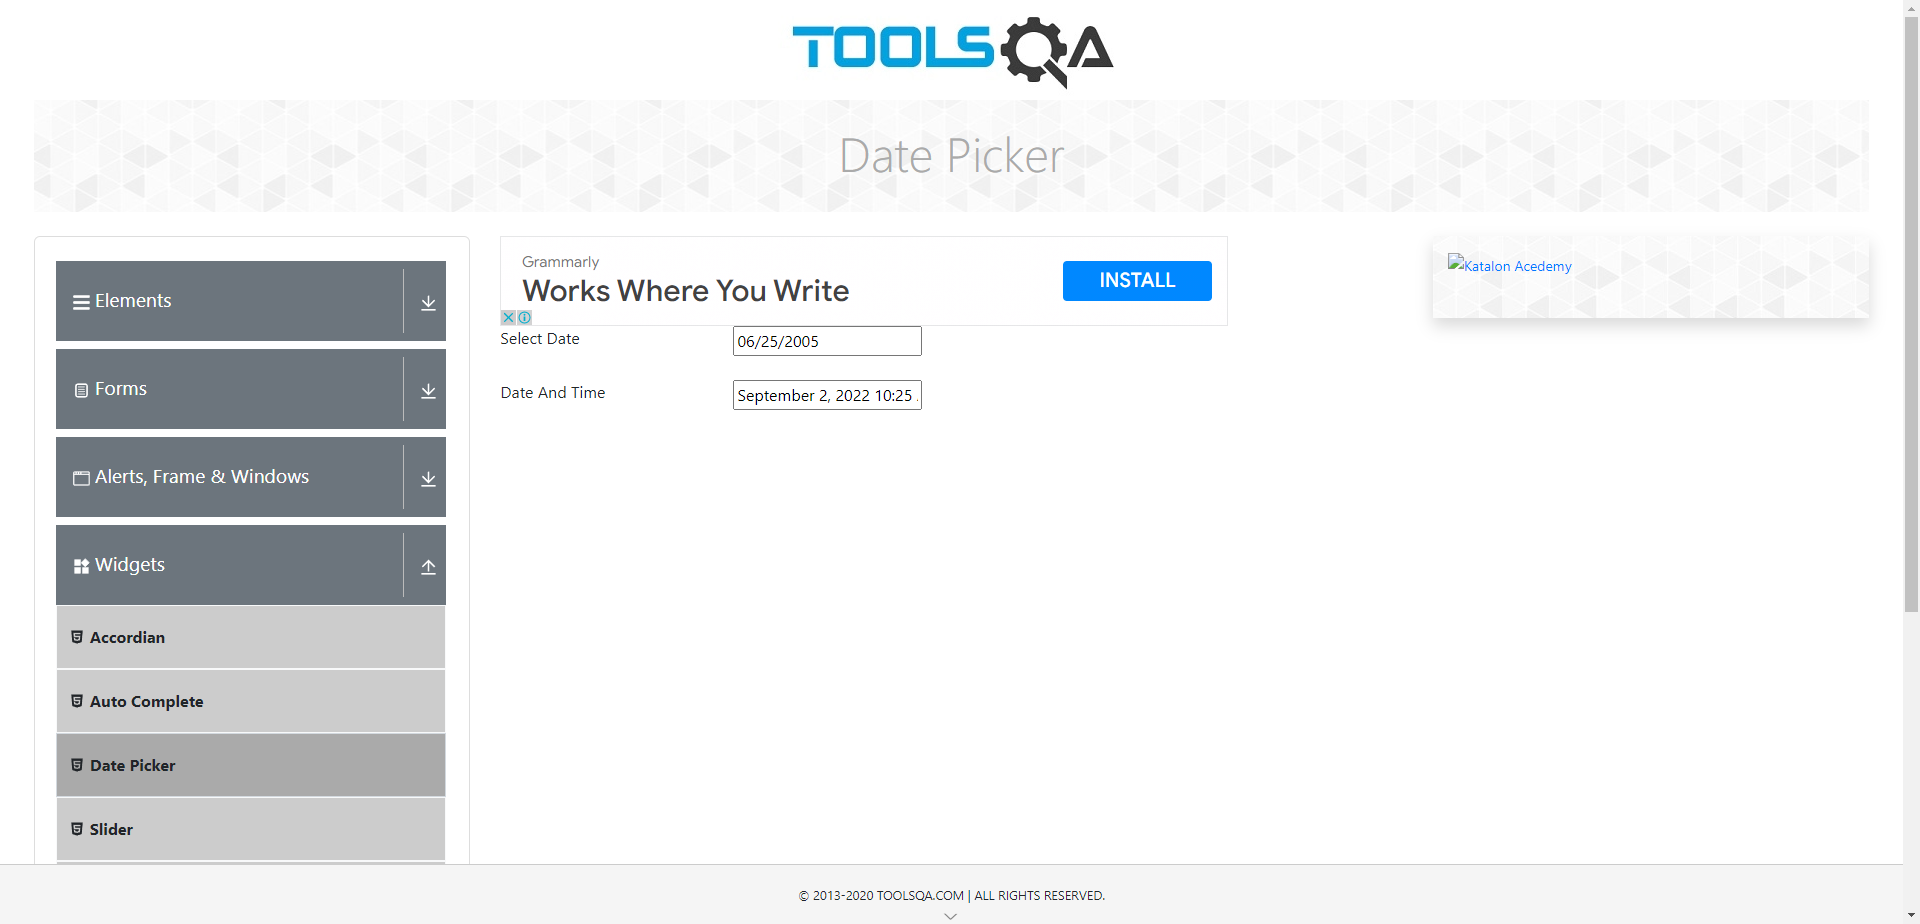 TOOLSQA
Date Picker
Elements
Forms
Alerts, Frame & Windows
Widgets
Accordian
Auto Complete
Date Picker
Slider
Grammarly
Works Where You Write
INSTALL
Select Date
06/25/2005
Date And Time
September 2, 2022 10:25
Katalon Acedemy
© 2013-2020 TOOLSQA.COM | ALL RIGHTS RESERVED.